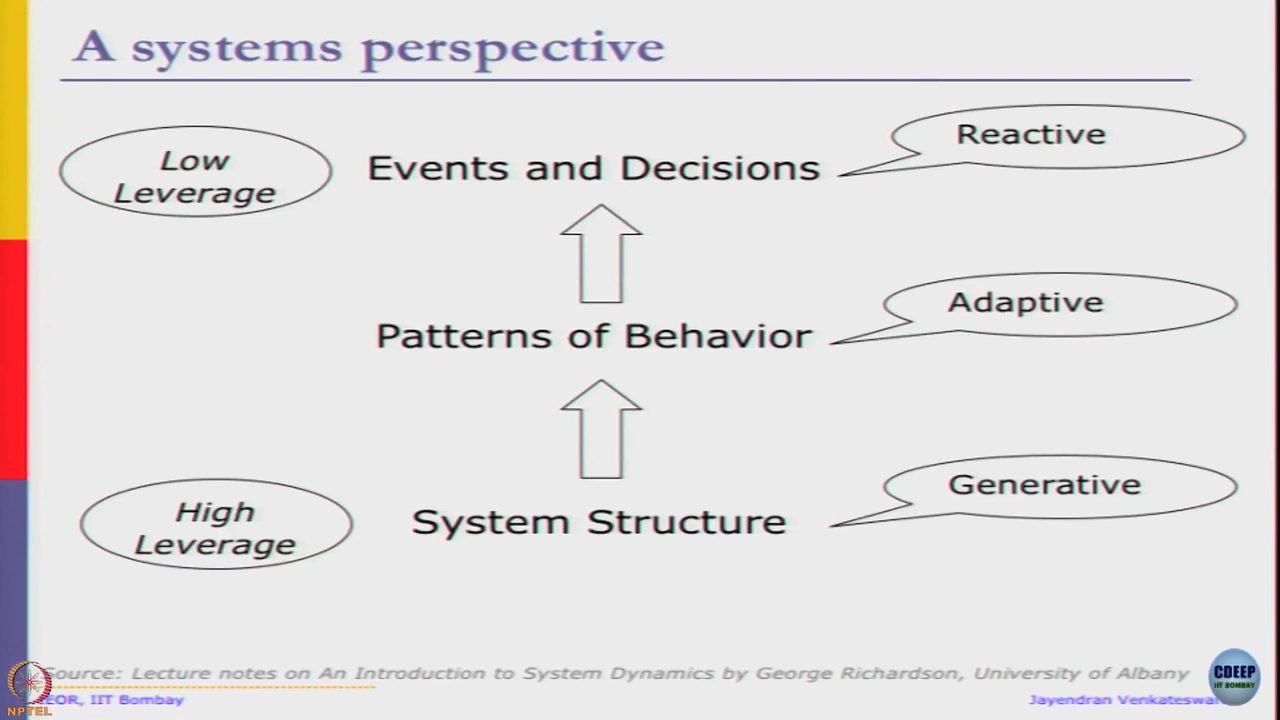 A systems perspective
Low
Leverage
Events and Decisions
Reactive
Patterns of Behavior
Adaptive
High
Leverage
System Structure
Generative
Source: Lecture notes on An Introduction to System Dynamics by George Richardson, University of Albany
IIT Bombay
Jayendran
NPTEL
CDEEP
IIT BOMBAY